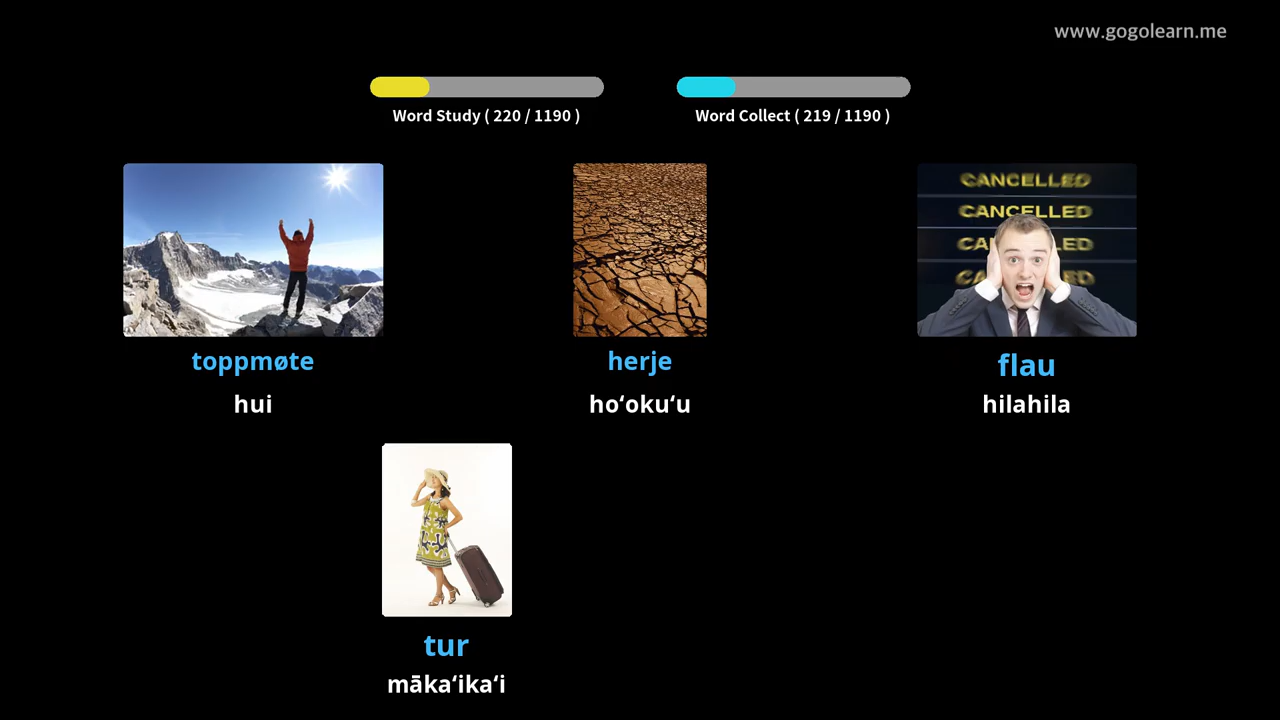 www.gogolearn.me
Word Study ( 220 / 1190 )
Word Collect ( 219 / 1190 )
CANCELLED
CANCELLED
toppmøte
herje
flau
hui
hoʻokuʻu
hilahila
tur
mākaʻikaʻi